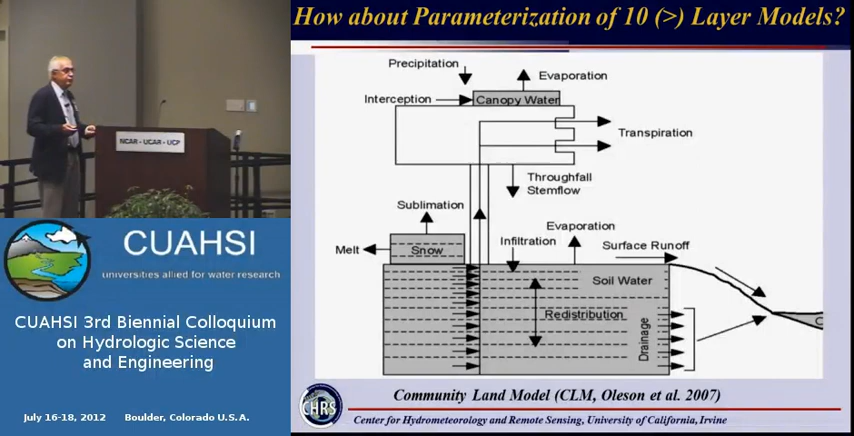 How about Parameterization of 10 (>) Layer Models?
Precipitation
Evaporation
Interception
Canopy Water
Transpiration
Throughfall
Stemflow
Sublimation
Evaporation
Melt
Snow
Infiltration
Surface Runoff
Soil Water
Redistribution
Drainage
Community Land Model (CLM, Oleson et al. 2007)
CHRS
Center for Hydrometeorology and Remote Sensing, University of California, Irvine
NCAR - UCAR - UCP
CUAHSI
universities allied for water research
CUAHSI 3rd Biennial Colloquium
on Hydrologic Science
and Engineering
July 16-18, 2012 Boulder, Colorado U.S.A.